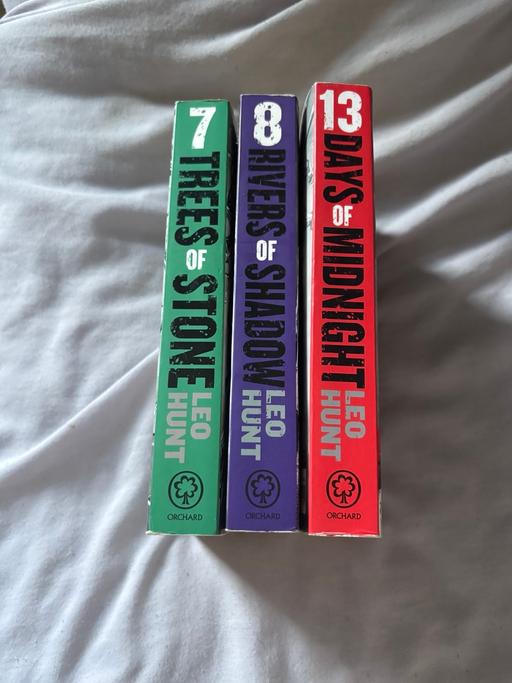 7 TREES OF STONE
LEO
HUNT
ORCHARD
8 RIVERS OF SHADOW
LEO
HUNT
ORCHARD
13 DAYS OF MIDNIGHT
LEO
HUNT
ORCHARD